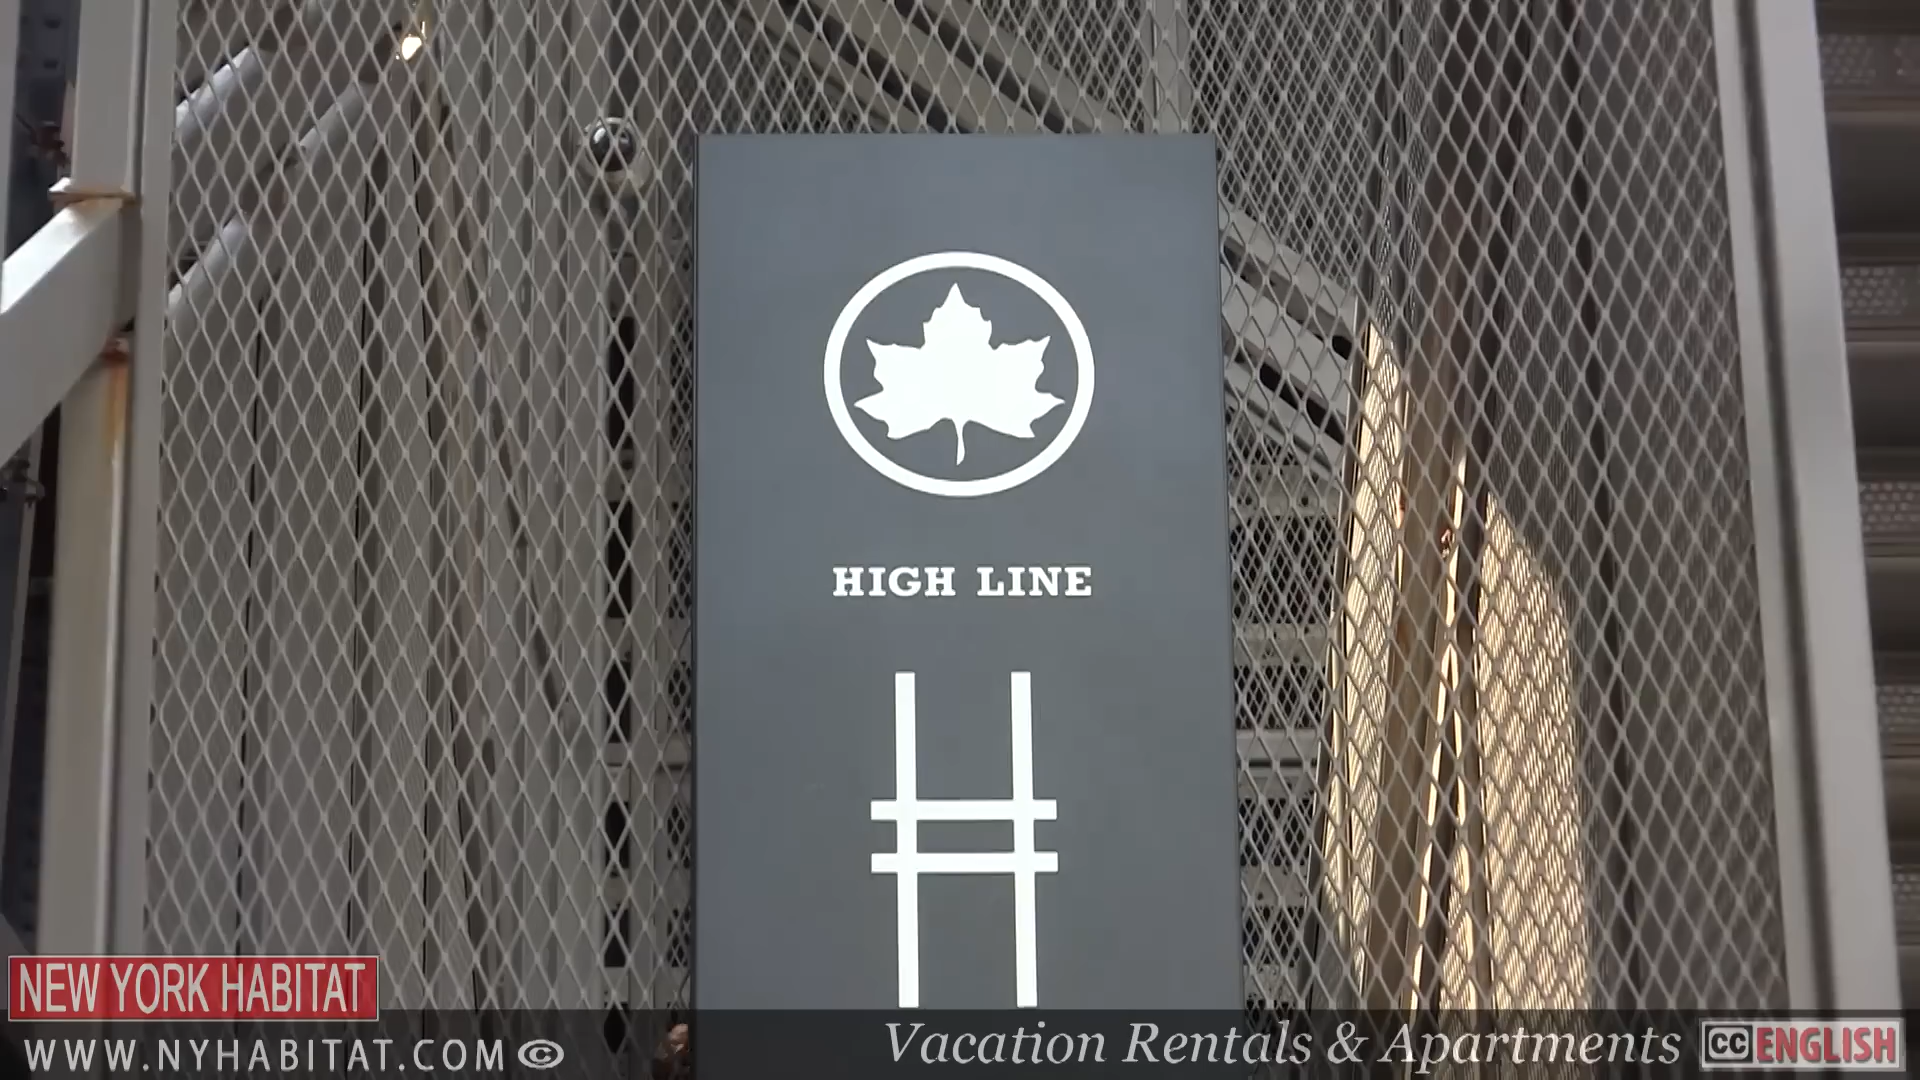 HIGH LINE
NEW YORK HABITAT
WWW.NYHABITAT.COM ©
Vacation Rentals & Apartments
CC ENGLISH